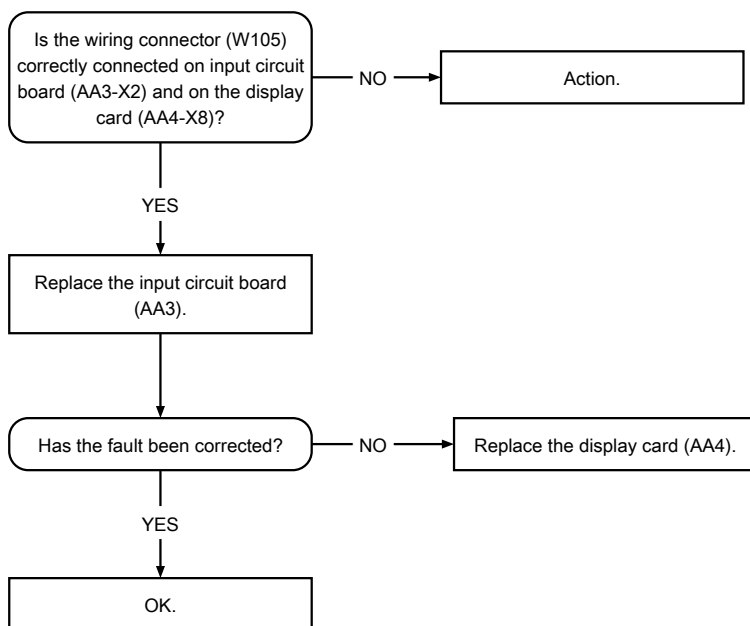 Is the wiring connector (W105)
correctly connected on input circuit
board (AA3-X2) and on the display
card (AA4-X8)?
NO
Action.
YES
Replace the input circuit board
(AA3).
Has the fault been corrected?
NO
Replace the display card (AA4).
YES
OK.